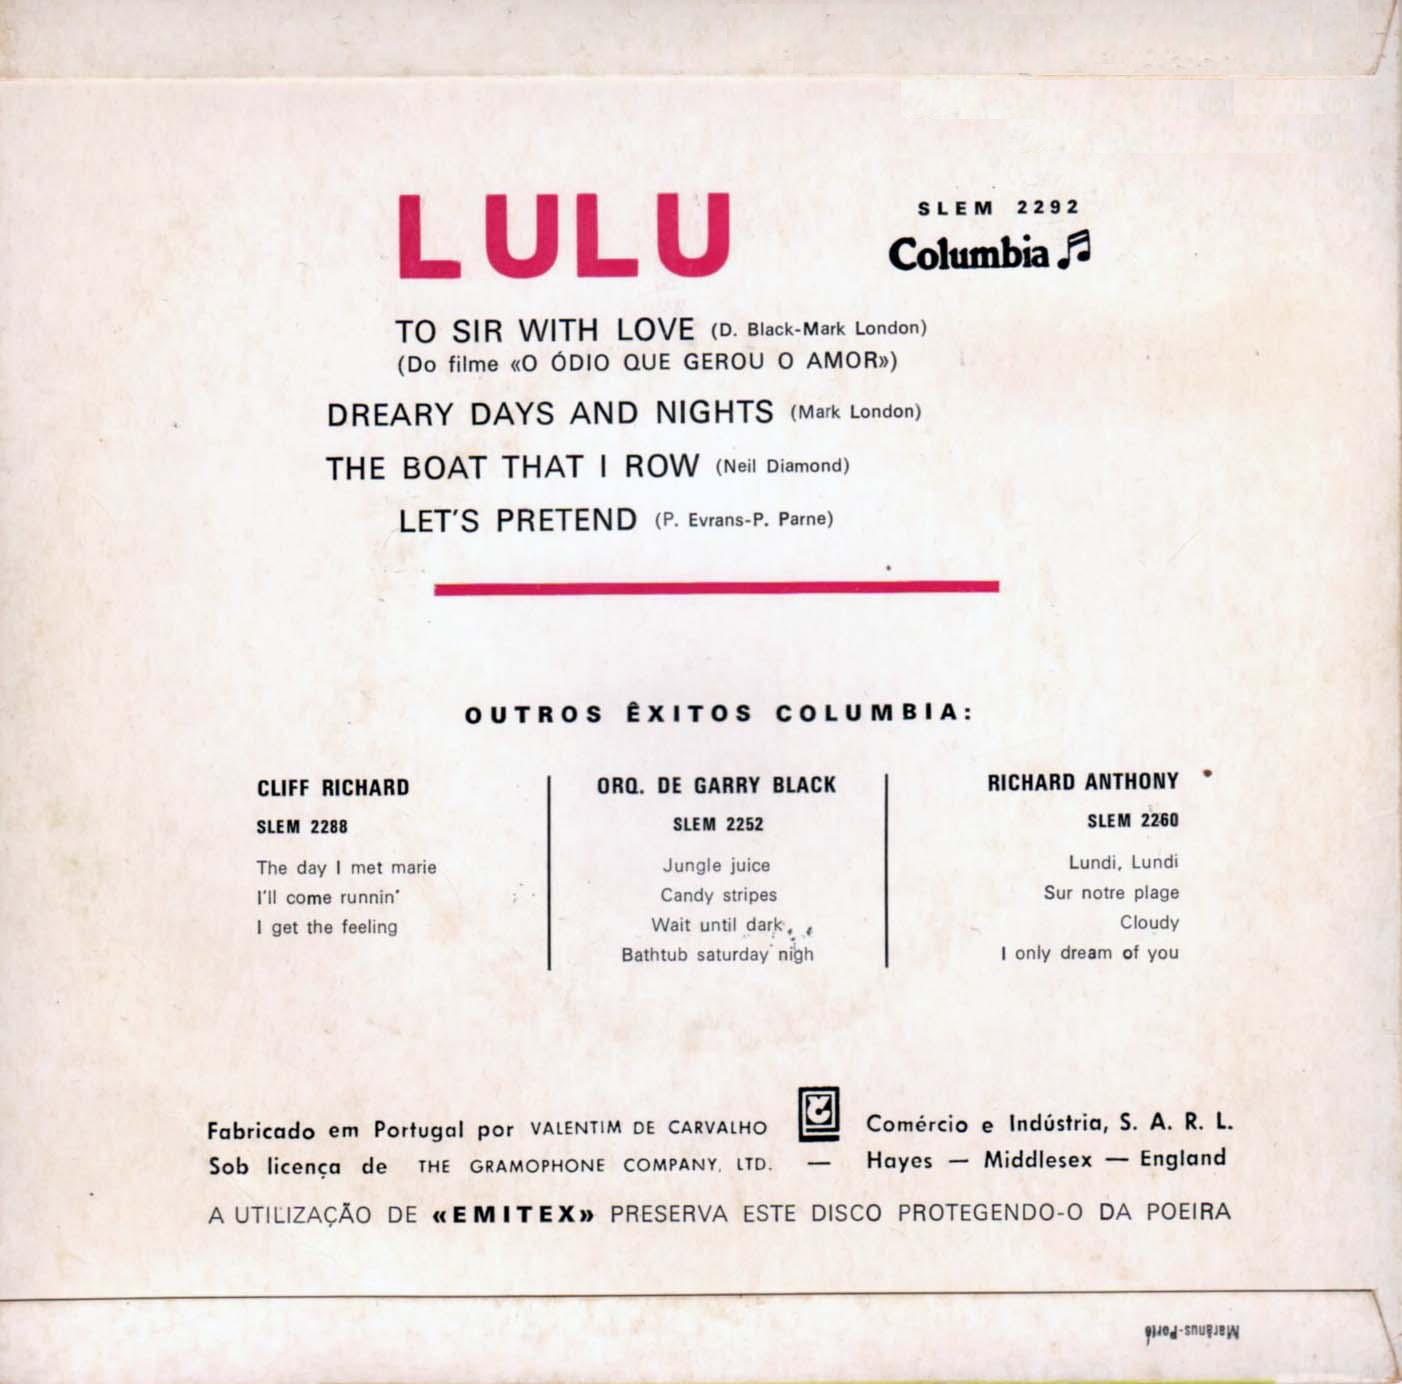 LULU
SLEM 2292
Columbia
TO SIR WITH LOVE (D. Black-Mark London)
(Do filme «O ÓDIO QUE GEROU O AMOR»)
DREARY DAYS AND NIGHTS (Mark London)
THE BOAT THAT I ROW (Neil Diamond)
LET'S PRETEND (P. Evrans-P. Parne)
OUTROS ÊXITOS COLUMBIA:
CLIFF RICHARD
SLEM 2288
The day I met marie
I'll come runnin'
I get the feeling
ORQ. DE GARRY BLACK
SLEM 2252
Jungle juice
Candy stripes
Wait until dark
Bathtub saturday nigh
RICHARD ANTHONY
SLEM 2260
Lundi, Lundi
Sur notre plage
Cloudy
I only dream of you
Fabricado em Portugal por VALENTIM DE CARVALHO Comércio e Indústria, S. A. R. L.
Sob licença de THE GRAMOPHONE COMPANY, LTD. — Hayes — Middlesex — England
A UTILIZAÇÃO DE «EMITEX» PRESERVA ESTE DISCO PROTEGENDO-O DA POEIRA
Marânus-Porto